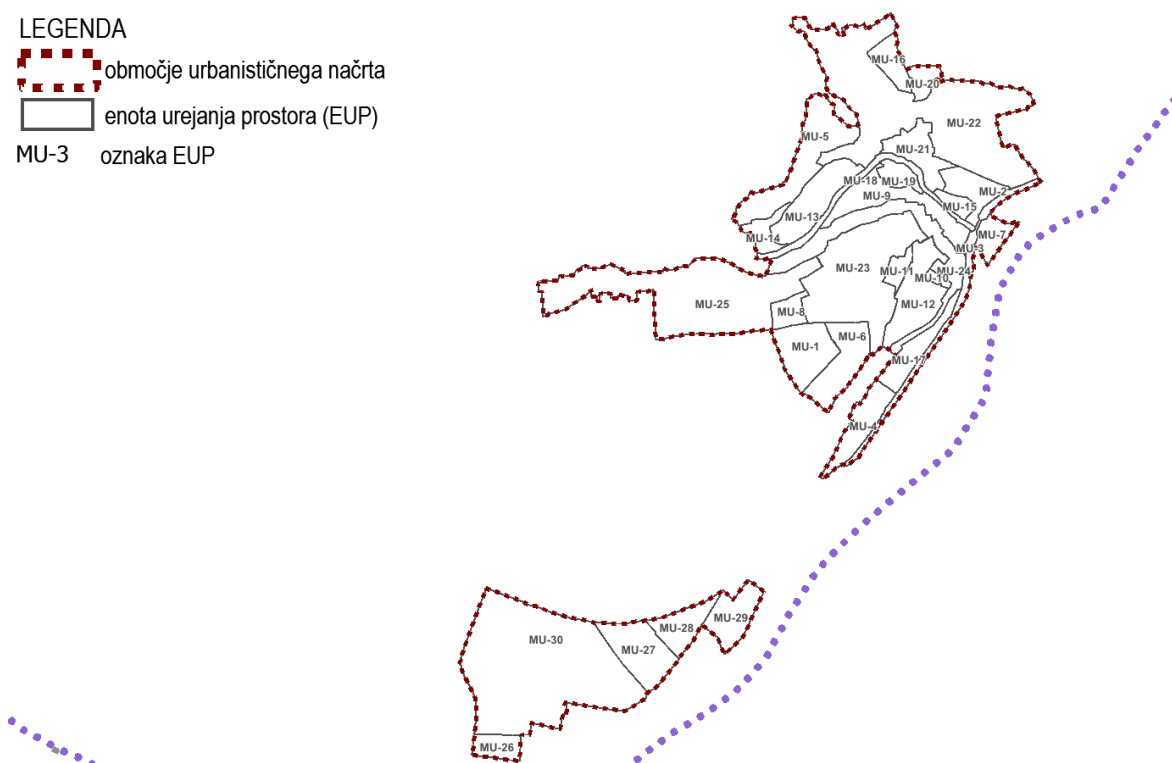 LEGENDA
območje urbanističnega načrta
enota urejanja prostora (EUP)
MU-3 oznaka EUP
MU-16
MU-20
MU-22
MU-5
MU-21
MU-18
MU-19
MU-2
MU-9
MU-15
MU-13
MU-14
MU-7
MU-3
MU-23
MU-11
MU-24
MU-10
MU-25
MU-12
MU-8
MU-6
MU-1
MU-17
MU-4
MU-29
MU-28
MU-30
MU-27
MU-26